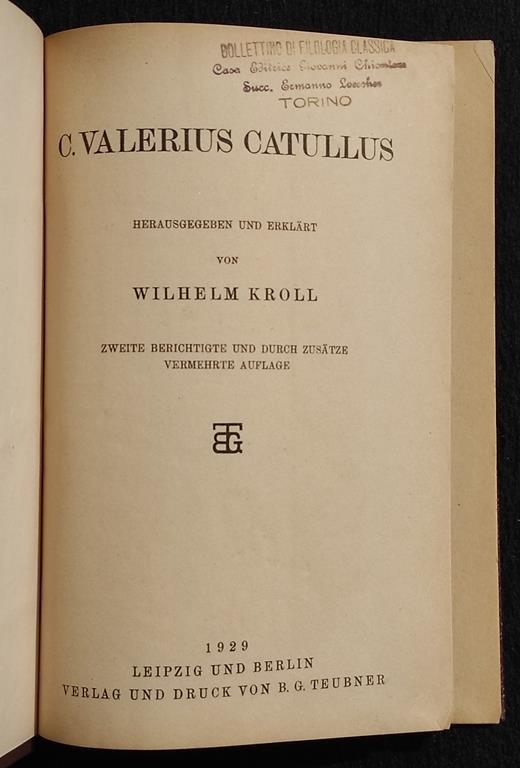 BOLLETTINO DI FILOLOGIA CLASSICA
Casa Editrice Giovanni Chiantore
Succ. Ermanno Loescher
TORINO
C. VALERIUS CATULLUS
HERAUSGEGEBEN UND ERKLÄRT
VON
WILHELM KROLL
ZWEITE BERICHTIGTE UND DURCH ZUSÄTZE
VERMEHRTE AUFLAGE
BTG
1929
LEIPZIG UND BERLIN
VERLAG UND DRUCK VON B. G. TEUBNER